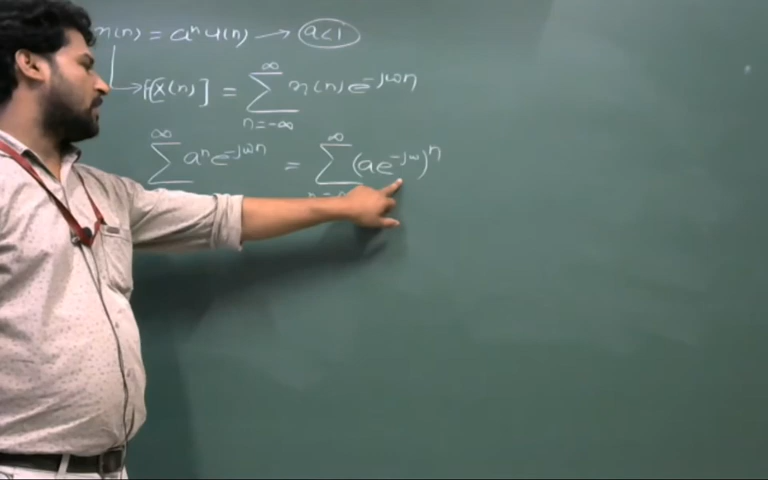 x(n) = aⁿ u(n) → a<1
F[x(n)] = ∑_{n=-∞}^{∞} x(n) e^{-jωn}
∑^{∞} aⁿ e^{-jωn} = ∑^{∞} (a e^{-jω})ⁿ